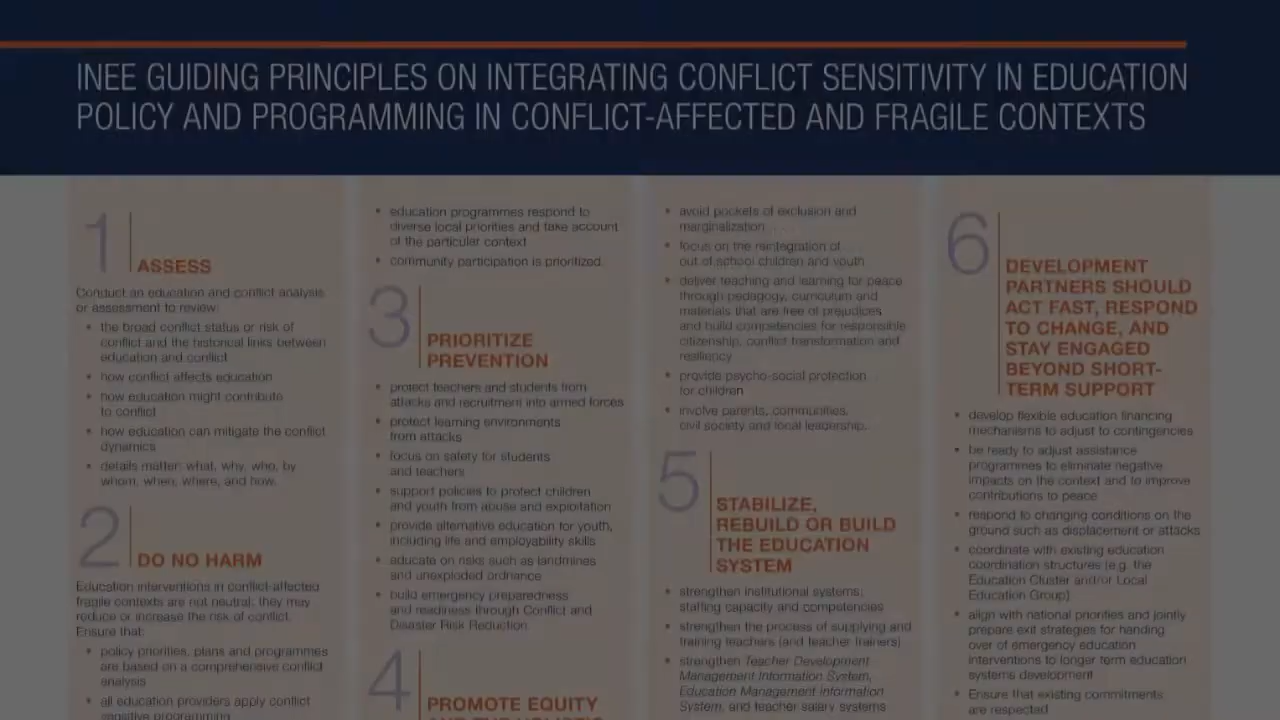 INEE GUIDING PRINCIPLES ON INTEGRATING CONFLICT SENSITIVITY IN EDUCATION
POLICY AND PROGRAMMING IN CONFLICT-AFFECTED AND FRAGILE CONTEXTS
1
ASSESS
Conduct an education and conflict analysis
or assessment to review:
• the broad conflict status or risk of
conflict and the historical links between
education and conflict
• how conflict affects education
• how education might contribute
to conflict
• how education can mitigate the conflict
dynamics
• details matter: what, why, who, by
whom, when, where, and how.
2
DO NO HARM
Education interventions in conflict-affected
fragile contexts are not neutral; they may
reduce or increase the risk of conflict.
Ensure that:
• policy priorities, plans and programmes
are based on a comprehensive conflict
analysis
• all education providers apply conflict
sensitive programming
• education programmes respond to
diverse local priorities and take account
of the particular context
• community participation is prioritized.
3
PRIORITIZE
PREVENTION
• protect teachers and students from
attacks and recruitment into armed forces
• protect learning environments
from attacks
• focus on safety for students
and teachers
• support policies to protect children
and youth from abuse and exploitation
• provide alternative education for youth,
including life and employability skills
• educate on risks such as landmines
and unexploded ordnance
• build emergency preparedness
and readiness through Conflict and
Disaster Risk Reduction.
4
PROMOTE EQUITY
AND THE HOLISTIC
• avoid pockets of exclusion and
marginalization
• focus on the reintegration of
out of school children and youth
• deliver teaching and learning for peace
through pedagogy, curriculum and
materials that are free of prejudices
and build competencies for responsible
citizenship, conflict transformation and
resiliency
• provide psycho-social protection
for children
• involve parents, communities,
civil society and local leadership.
5
STABILIZE,
REBUILD OR BUILD
THE EDUCATION
SYSTEM
• strengthen institutional systems;
staffing capacity and competencies
• strengthen the process of supplying and
training teachers (and teacher trainers)
• strengthen Teacher Development
Management Information System,
Education Management Information
System, and teacher salary systems
6
DEVELOPMENT
PARTNERS SHOULD
ACT FAST, RESPOND
TO CHANGE, AND
STAY ENGAGED
BEYOND SHORT-
TERM SUPPORT
• develop flexible education financing
mechanisms to adjust to contingencies
• be ready to adjust assistance
programmes to eliminate negative
impacts on the context and to improve
contributions to peace
• respond to changing conditions on the
ground such as displacement or attacks
• coordinate with existing education
coordination structures (e.g. the
Education Cluster and/or Local
Education Group)
• align with national priorities and jointly
prepare exit strategies for handing
over of emergency education
interventions to longer term education
systems development
• Ensure that existing commitments
are respected